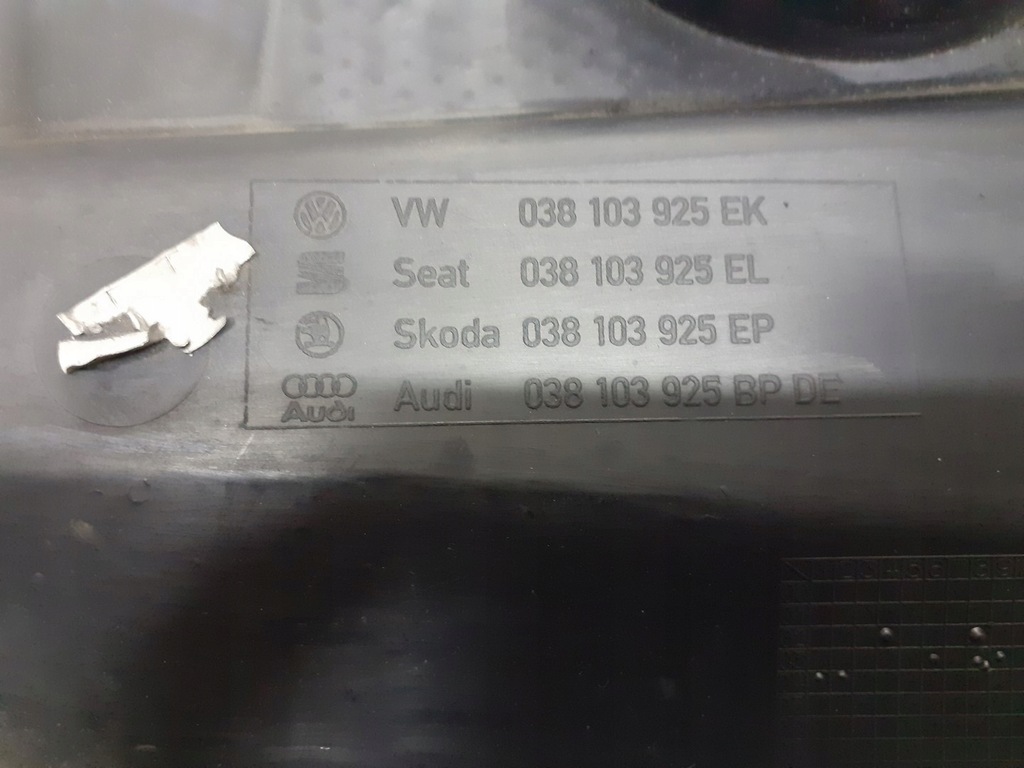 VW 038 103 925 EK
Seat 038 103 925 EL
Skoda 038 103 925 EP
Audi Audi 038 103 925 BP DE